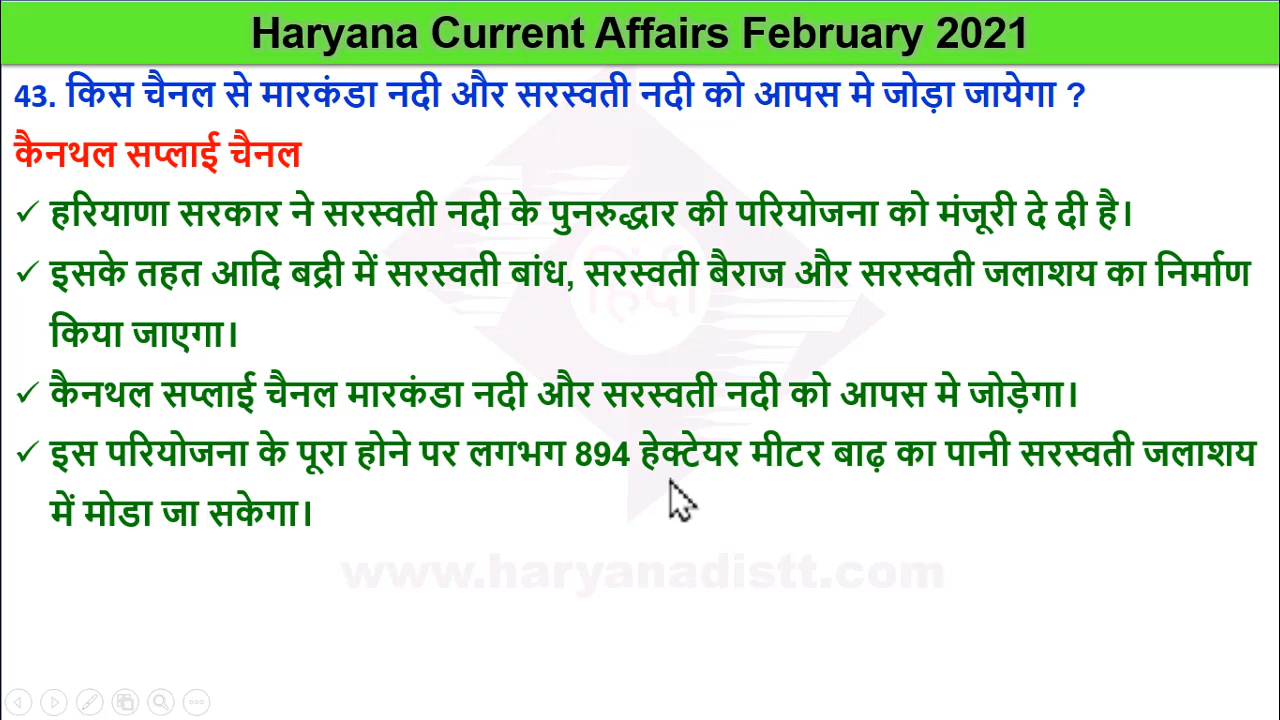 Haryana Current Affairs February 2021
43. किस चैनल से मारकंडा नदी और सरस्वती नदी को आपस मे जोड़ा जायेगा ?
कैनथल सप्लाई चैनल
✓ हरियाणा सरकार ने सरस्वती नदी के पुनरुद्धार की परियोजना को मंजूरी दे दी है।
✓ इसके तहत आदि बद्री में सरस्वती बांध, सरस्वती बैराज और सरस्वती जलाशय का निर्माण
किया जाएगा।
✓ कैनथल सप्लाई चैनल मारकंडा नदी और सरस्वती नदी को आपस मे जोड़ेगा।
✓ इस परियोजना के पूरा होने पर लगभग 894 हेक्टेयर मीटर बाढ़ का पानी सरस्वती जलाशय
में मोडा जा सकेगा।
हिंदी
www.haryanadistt.com